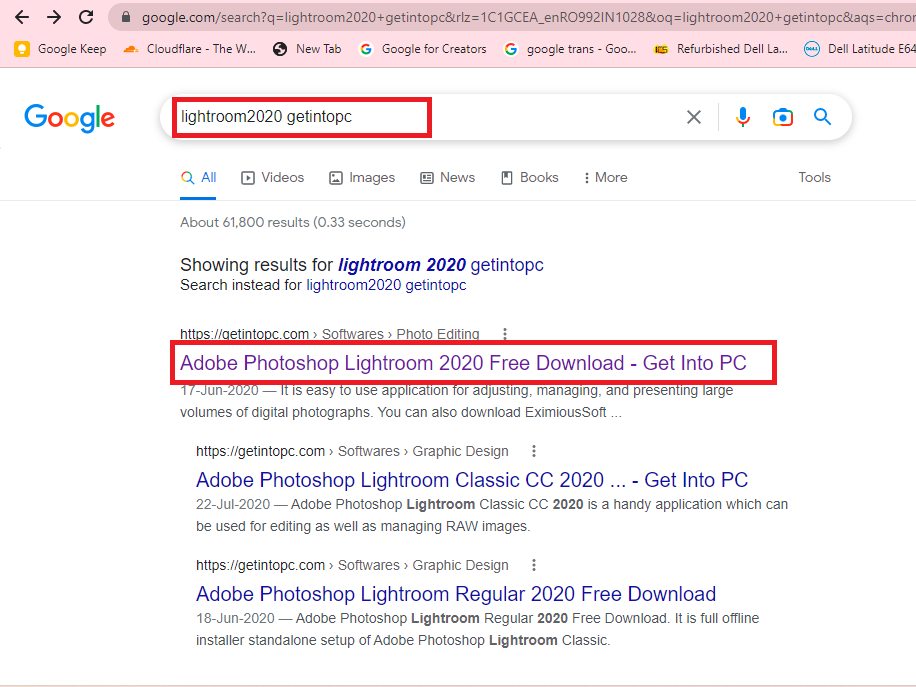 google.com/search?q=lightroom2020+getintopc&rlz=1C1GCEA_enRO992IN1028&oq=lightroom2020+getintopc&aqs=chron
Google Keep Cloudflare - The W... New Tab Google for Creators google trans - Goo... Refurbished Dell La... Dell Latitude E64
Google lightroom2020 getintopc
All Videos Images News Books More Tools
About 61,800 results (0.33 seconds)
Showing results for lightroom 2020 getintopc
Search instead for lightroom2020 getintopc
https://getintopc.com › Softwares › Photo Editing
Adobe Photoshop Lightroom 2020 Free Download - Get Into PC
17-Jun-2020 — It is easy to use application for adjusting, managing, and presenting large
volumes of digital photographs. You can also download EximiousSoft ...
https://getintopc.com › Softwares › Graphic Design
Adobe Photoshop Lightroom Classic CC 2020 ... - Get Into PC
22-Jul-2020 — Adobe Photoshop Lightroom Classic CC 2020 is a handy application which can
be used for editing as well as managing RAW images.
https://getintopc.com › Softwares › Graphic Design
Adobe Photoshop Lightroom Regular 2020 Free Download
18-Jun-2020 — Adobe Photoshop Lightroom Regular 2020 Free Download. It is full offline
installer standalone setup of Adobe Photoshop Lightroom Classic.